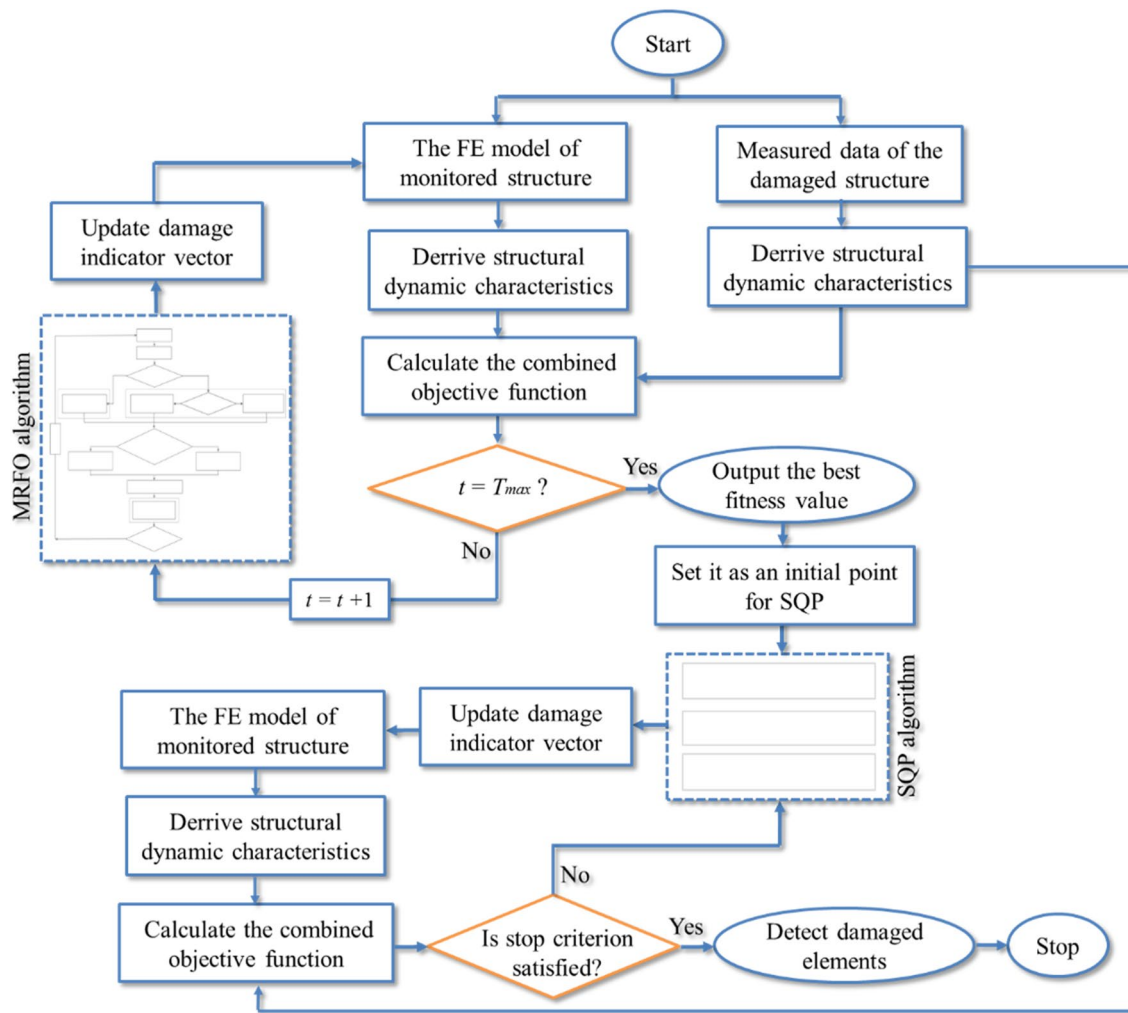 Start
The FE model of
monitored structure
Measured data of the
damaged structure
Update damage
indicator vector
Derrive structural
dynamic characteristics
Derrive structural
dynamic characteristics
MRFO algorithm
Calculate the combined
objective function
t = Tmax ?
Yes
Output the best
fitness value
No
t = t +1
Set it as an initial point
for SQP
SQP algorithm
Update damage
indicator vector
The FE model of
monitored structure
Derrive structural
dynamic characteristics
Calculate the combined
objective function
No
Is stop criterion
satisfied?
Yes
Detect damaged
elements
Stop